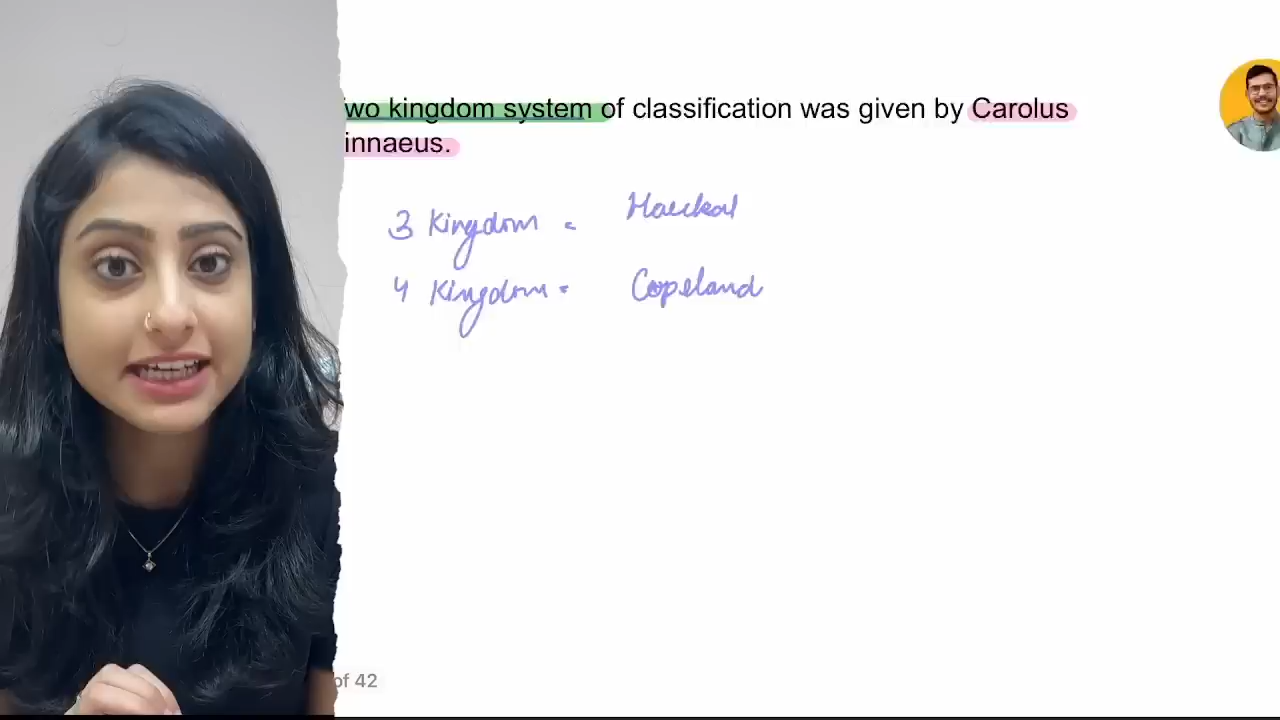 wo kingdom system of classification was given by Carolus
innaeus.
3 Kingdom = Haeckal
4 Kingdom = Copeland
of 42